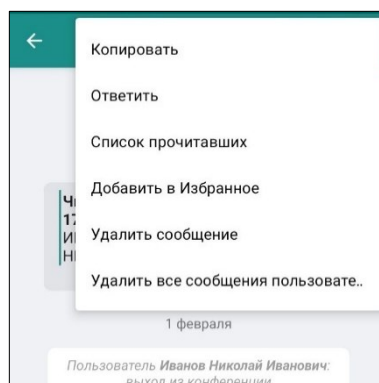 Копировать
Ответить
Список прочитавших
Добавить в Избранное
Удалить сообщение
Удалить все сообщения пользовате..
1 февраля
Пользователь Иванов Николай Иванович:
выход из конференции